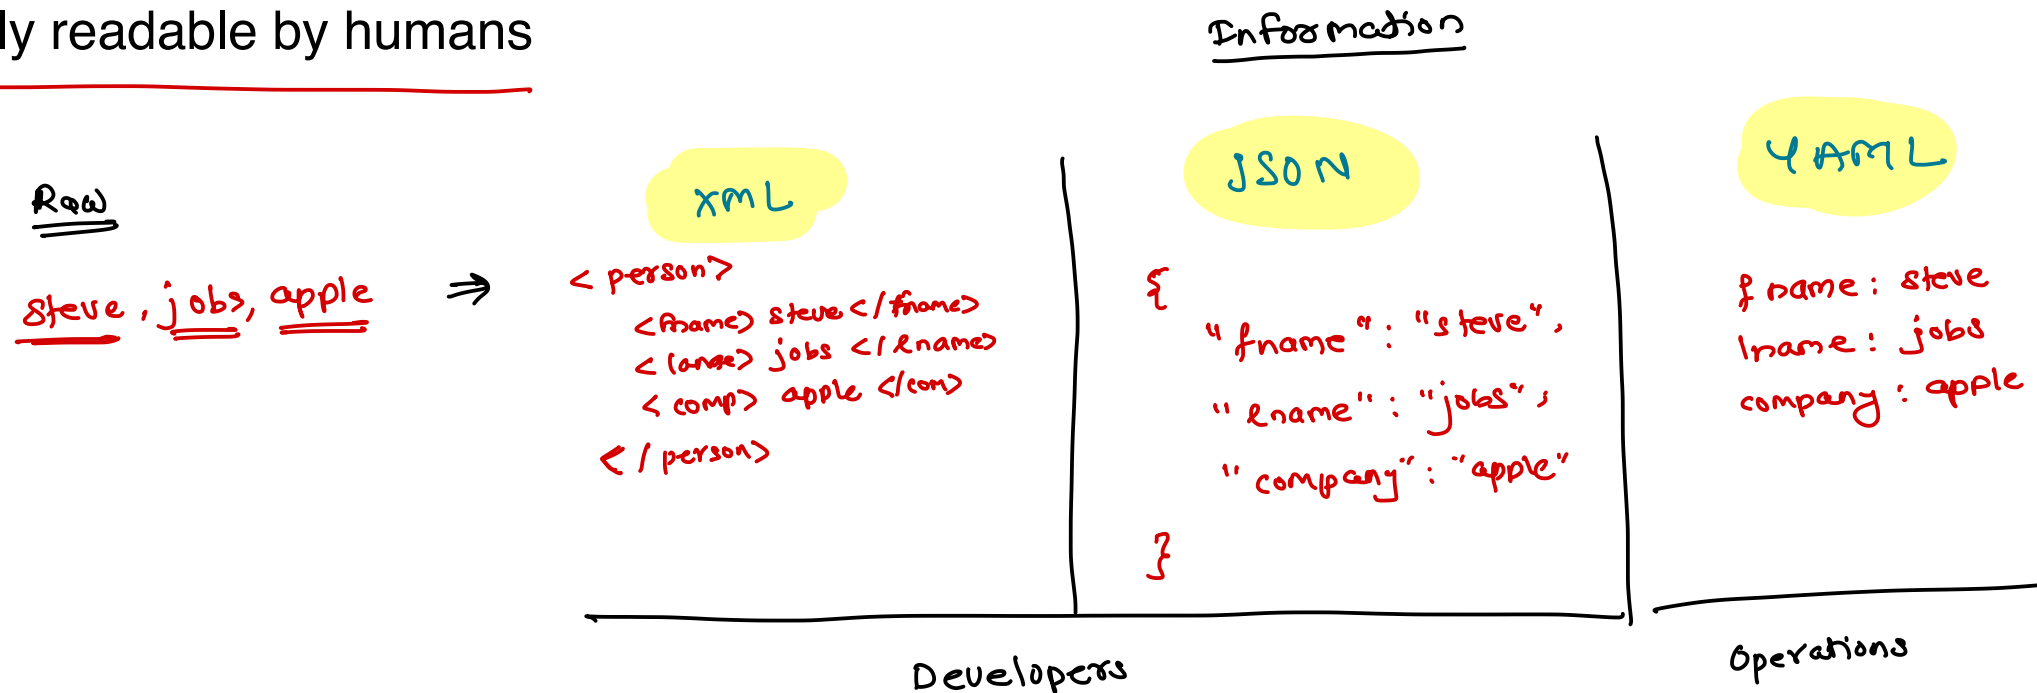 ly readable by humans
Information
Raw
steve, jobs, apple ⇒
XML
<person>
<fname> steve </fname>
<lanme> jobs </lname>
<comp> apple </com>
</person>
JSON
{
"fname" : "steve",
"lname" : "jobs",
"company" : "apple"
}
YAML
fname : steve
lname : jobs
company : apple
Developers
Operations